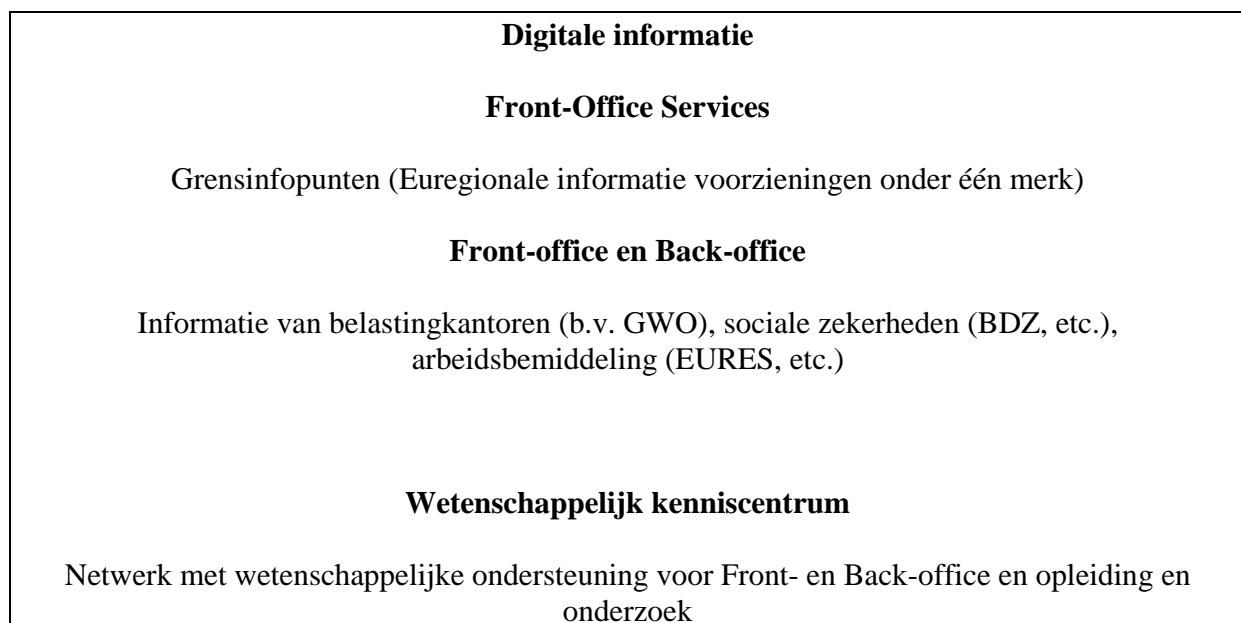 Digitale informatie
Front-Office Services
Grensinfopunten (Euregionale informatie voorzieningen onder één merk)
Front-office en Back-office
Informatie van belastingkantoren (b.v. GWO), sociale zekerheden (BDZ, etc.),
arbeidsbemiddeling (EURES, etc.)
Wetenschappelijk kenniscentrum
Netwerk met wetenschappelijke ondersteuning voor Front- en Back-office en opleiding en
onderzoek